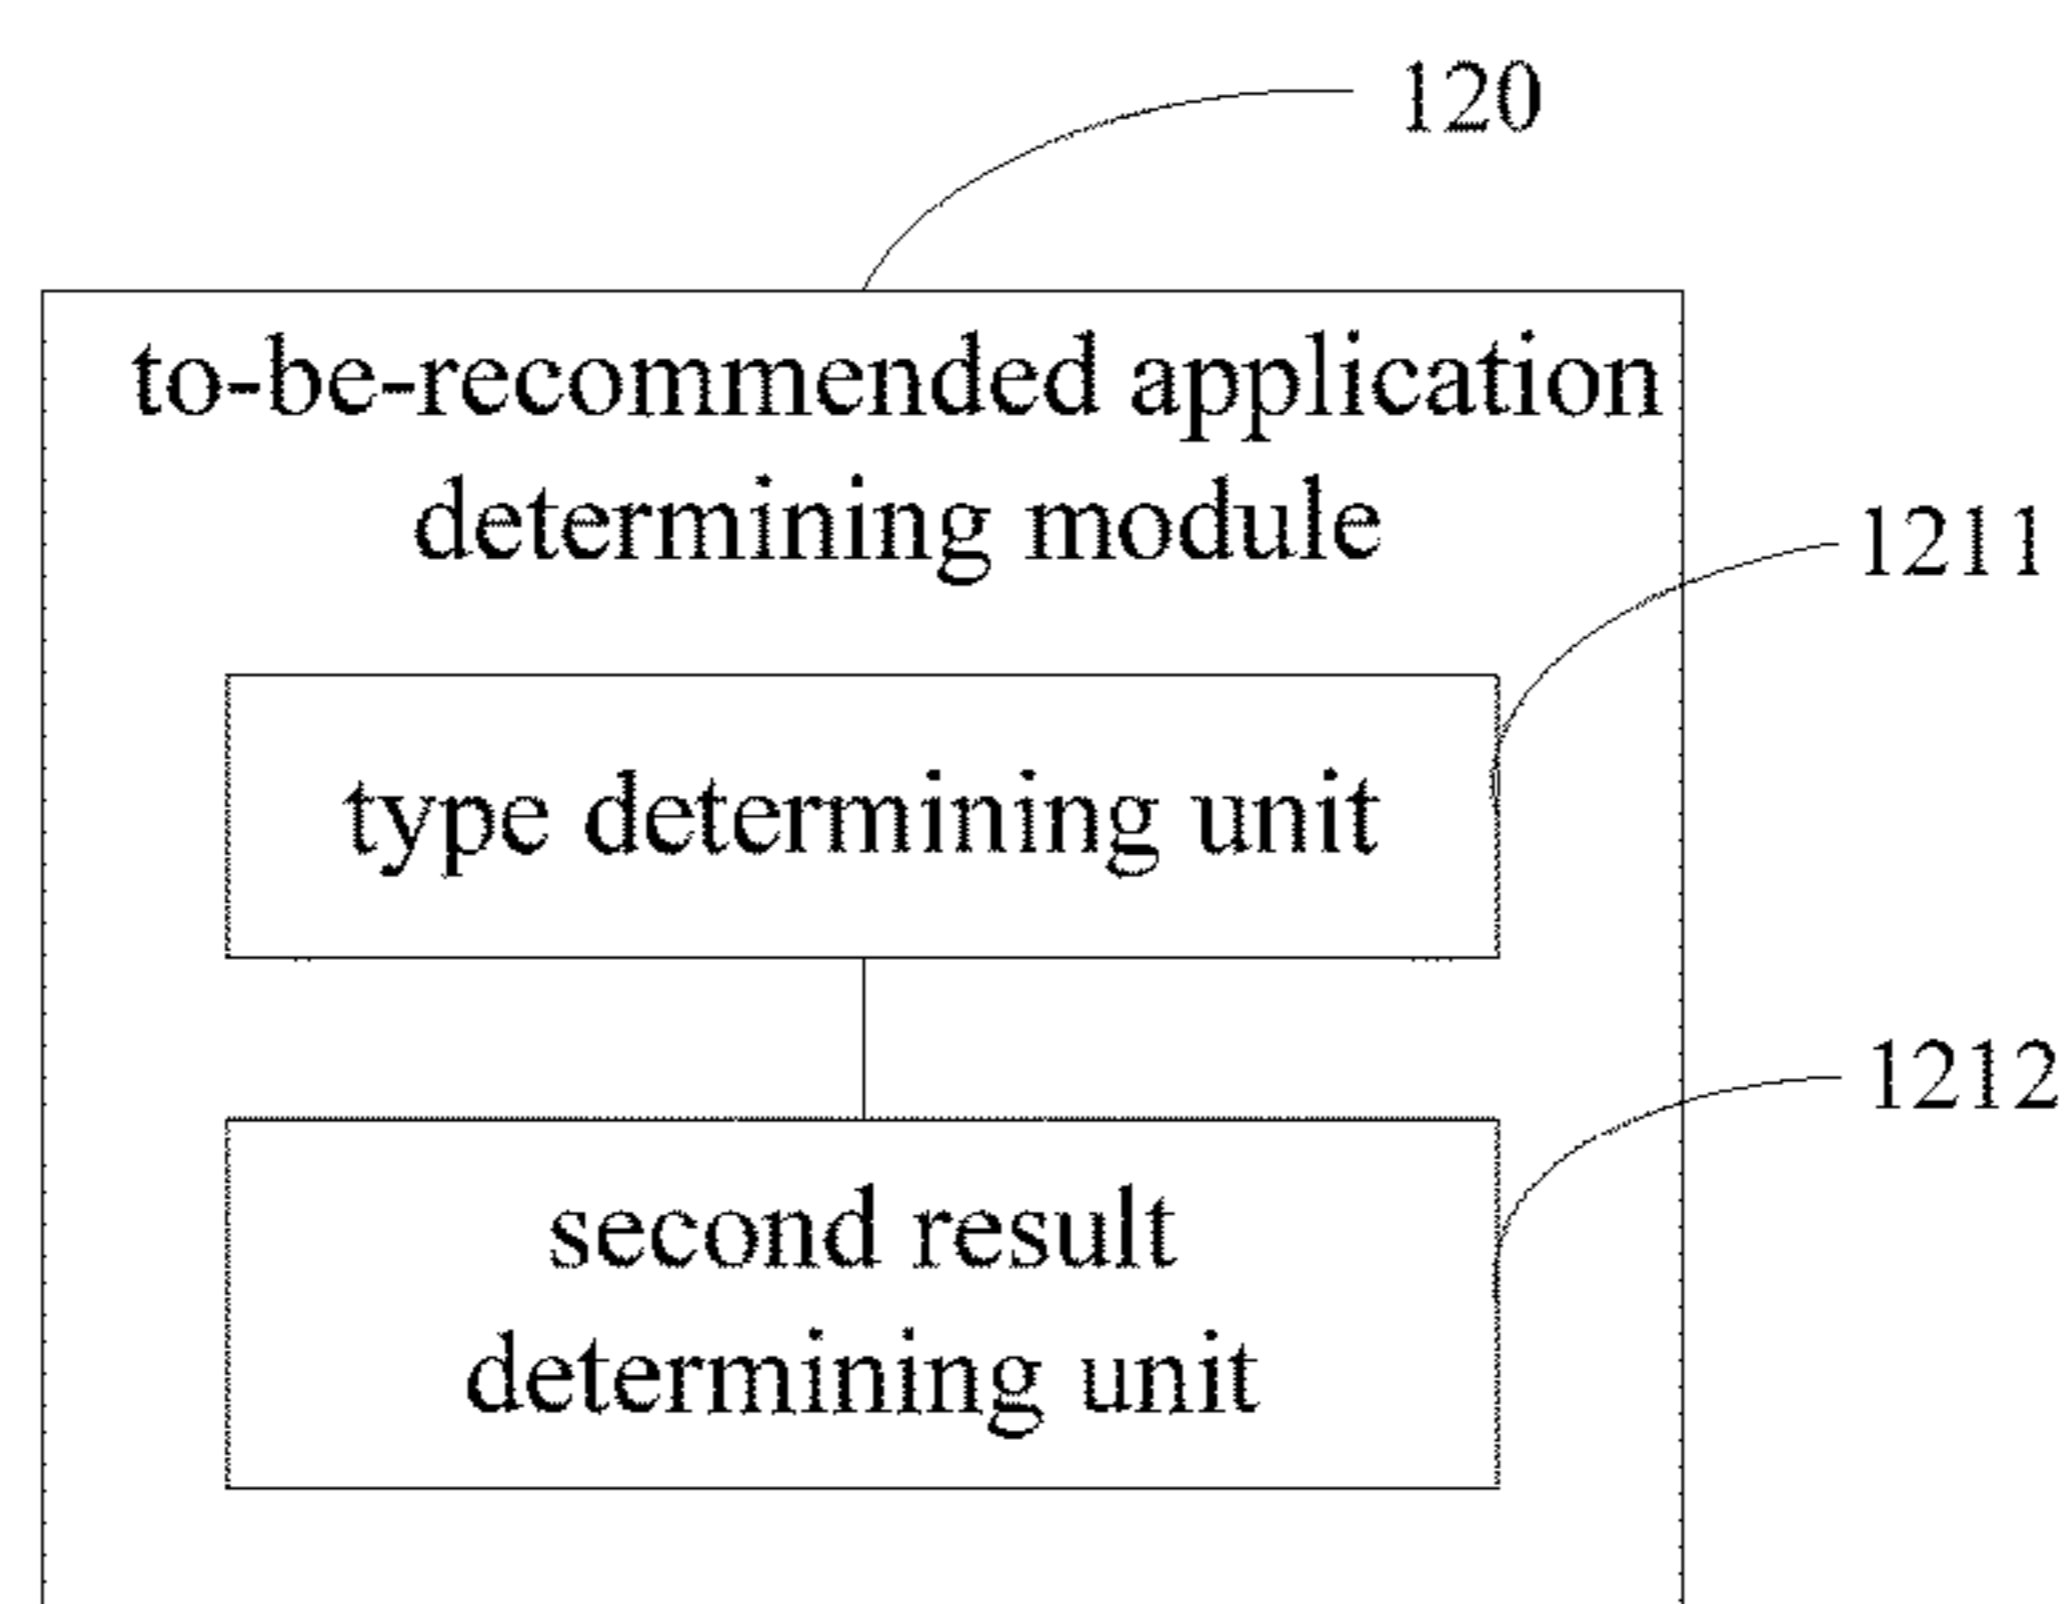 120
to-be-recommended application
determining module
1211
type determining unit
1212
second result
determining unit